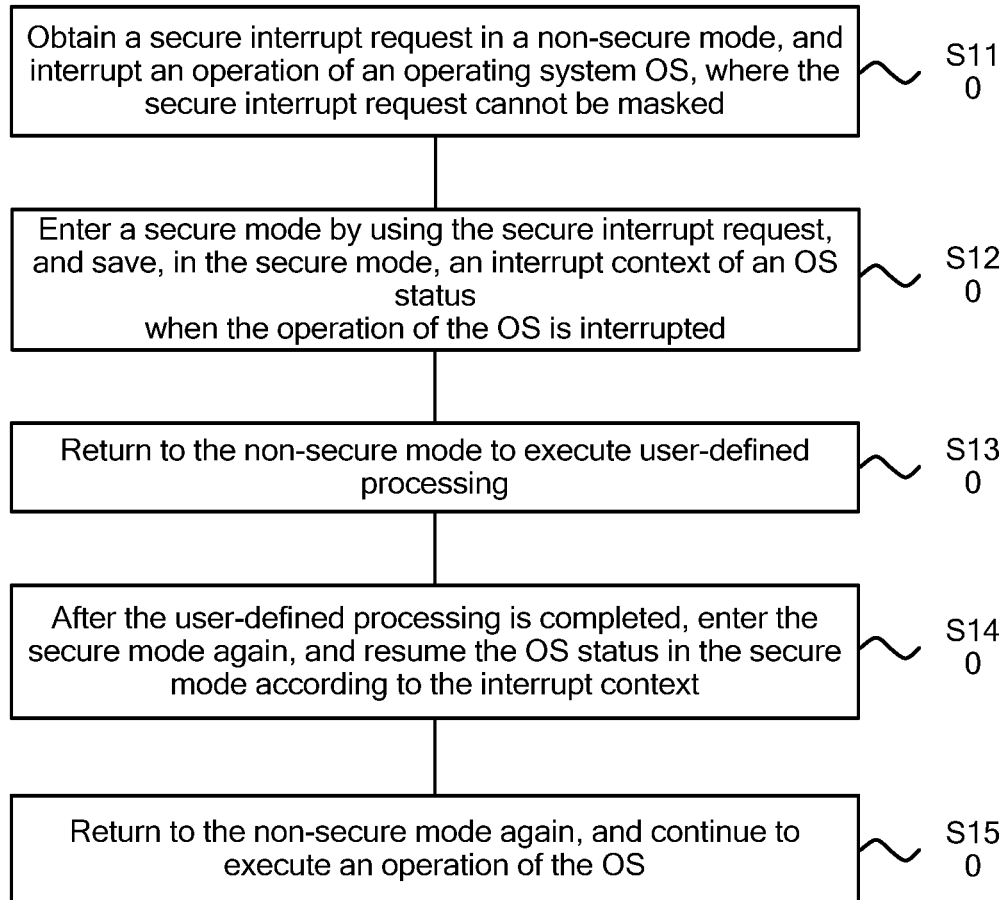 Obtain a secure interrupt request in a non-secure mode, and
interrupt an operation of an operating system OS, where the
secure interrupt request cannot be masked
S11
0
Enter a secure mode by using the secure interrupt request,
and save, in the secure mode, an interrupt context of an OS
status
when the operation of the OS is interrupted
S12
0
Return to the non-secure mode to execute user-defined
processing
S13
0
After the user-defined processing is completed, enter the
secure mode again, and resume the OS status in the secure
mode according to the interrupt context
S14
0
Return to the non-secure mode again, and continue to
execute an operation of the OS
S15
0